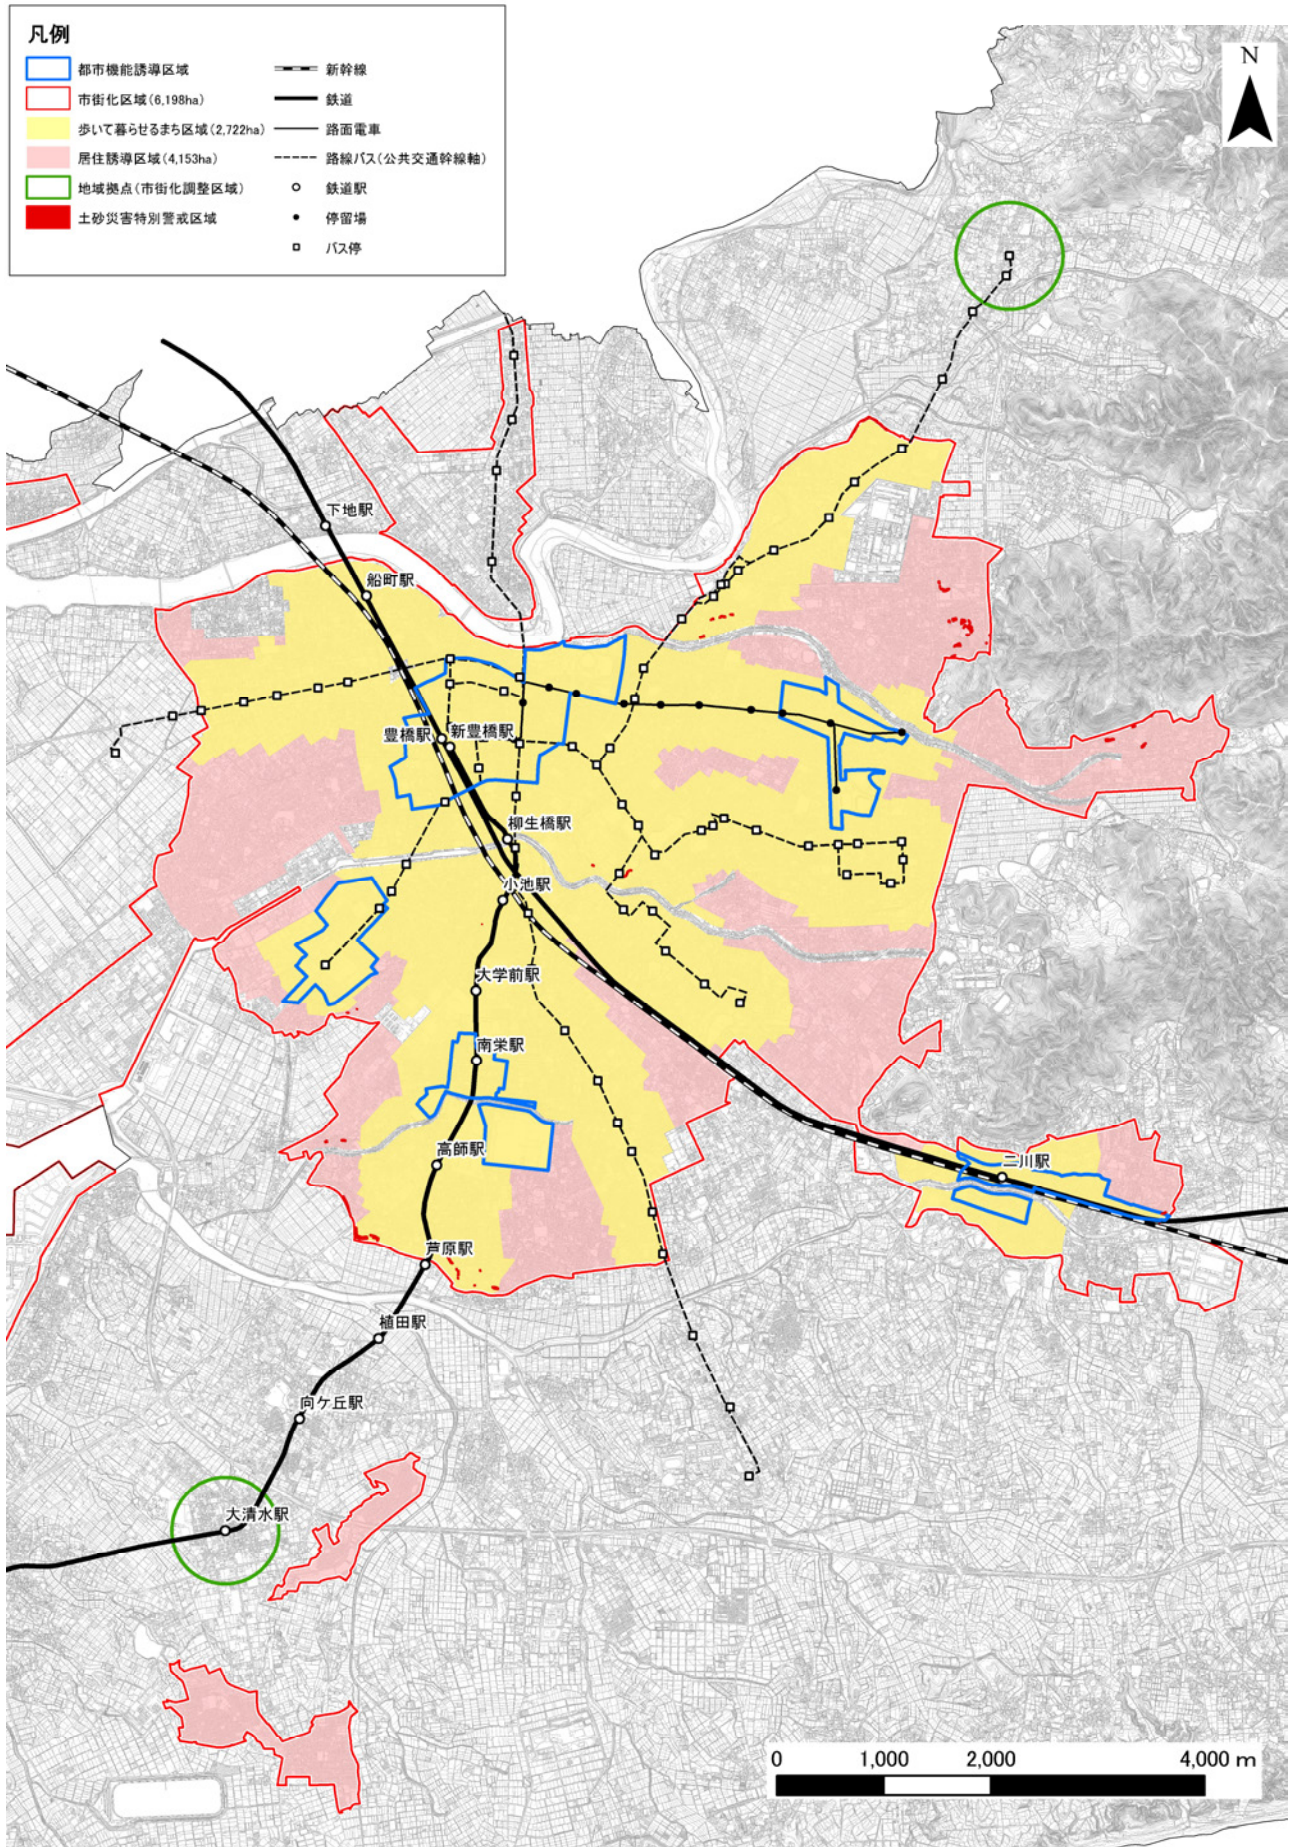 凡例
都市機能誘導区域
市街化区域(6,198ha)
歩いて暮らせるまち区域(2,722ha)
居住誘導区域(4,153ha)
地域拠点(市街化調整区域)
土砂災害特別警戒区域
新幹線
鉄道
路面電車
路線バス(公共交通幹線軸)
鉄道駅
停留場
バス停
N
下地駅
船町駅
豊橋駅
新豊橋駅
柳生橋駅
小池駅
大学前駅
南栄駅
高師駅
二川駅
芦原駅
植田駅
向ケ丘駅
大清水駅
0 1,000 2,000 4,000 m